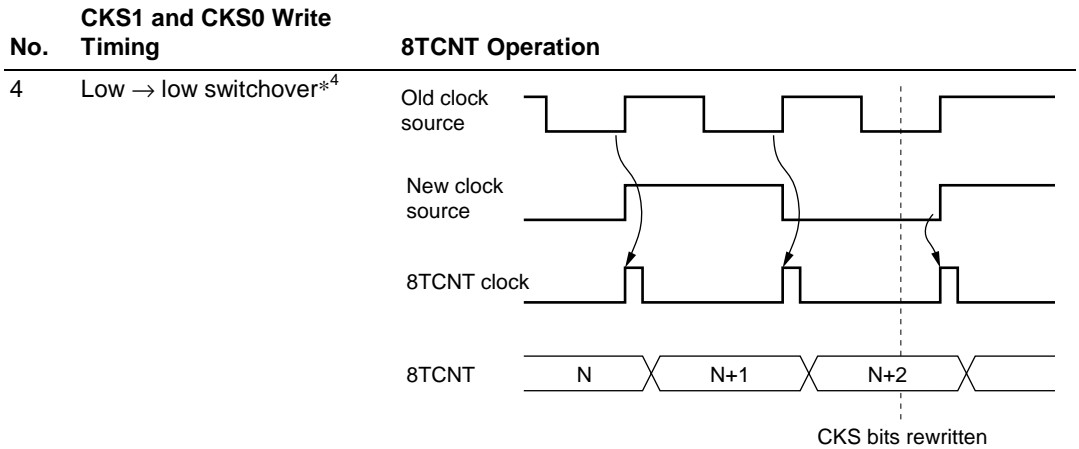 No.
CKS1 and CKS0 Write
Timing
8TCNT Operation
4
Low → low switchover*4
Old clock
source
New clock
source
8TCNT clock
8TCNT
N
N+1
N+2
CKS bits rewritten